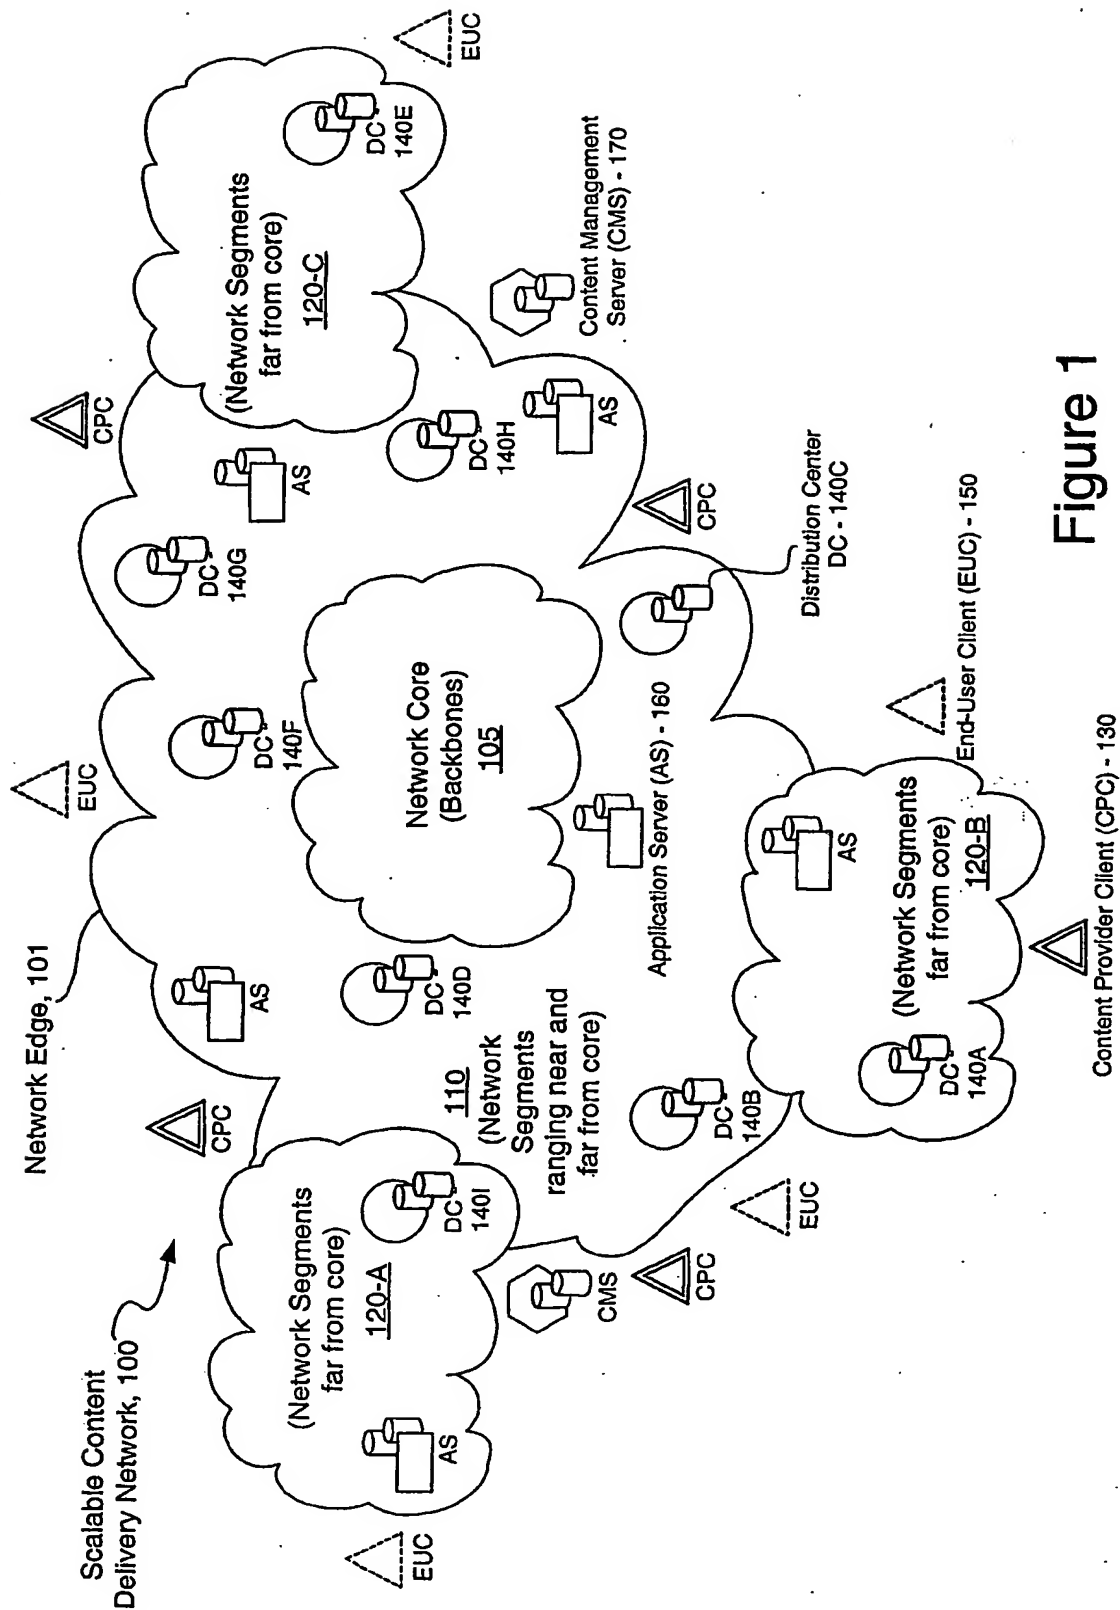 Scalable Content
Delivery Network, 100
Network Edge, 101
EUC
CPC
EUC
CPC
EUC
(Network Segments
far from core)
120-A
AS
DC
140I
AS
DC
140D
DC
140F
DC
140G
AS
(Network Segments
far from core)
120-C
DC
140E
110
(Network
Segments
ranging near and
far from core)
Network Core
(Backbones)
105
DC
140H
AS
CMS
CPC
EUC
DC
140B
Application Server (AS) - 160
CPC
Content Management
Server (CMS) - 170
Distribution Center
DC - 140C
DC
140A
(Network Segments
far from core)
120-B
AS
End-User Client (EUC) - 150
Content Provider Client (CPC) - 130
Figure 1